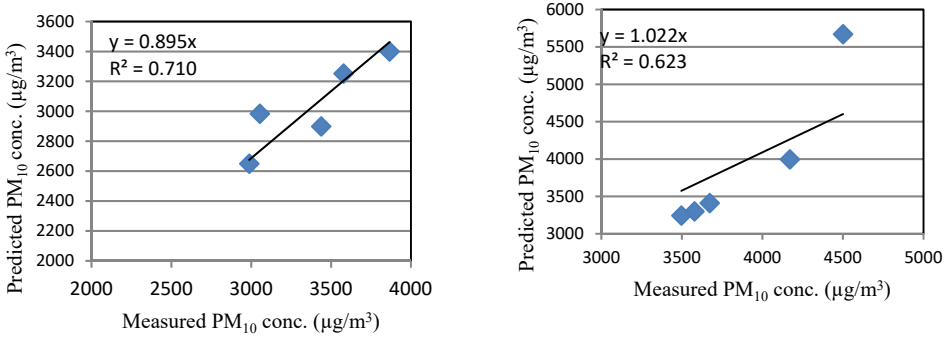 y = 0.895x
R² = 0.710
Predicted PM₁₀ conc. (µg/m³)
3600
3400
3200
3000
2800
2600
2400
2200
2000
2000 2500 3000 3500 4000
Measured PM₁₀ conc. (µg/m³)
y = 1.022x
R² = 0.623
Predicted PM₁₀ conc. (µg/m³)
6000
5500
5000
4500
4000
3500
3000
3000 3500 4000 4500 5000
Measured PM₁₀ conc. (µg/m³)